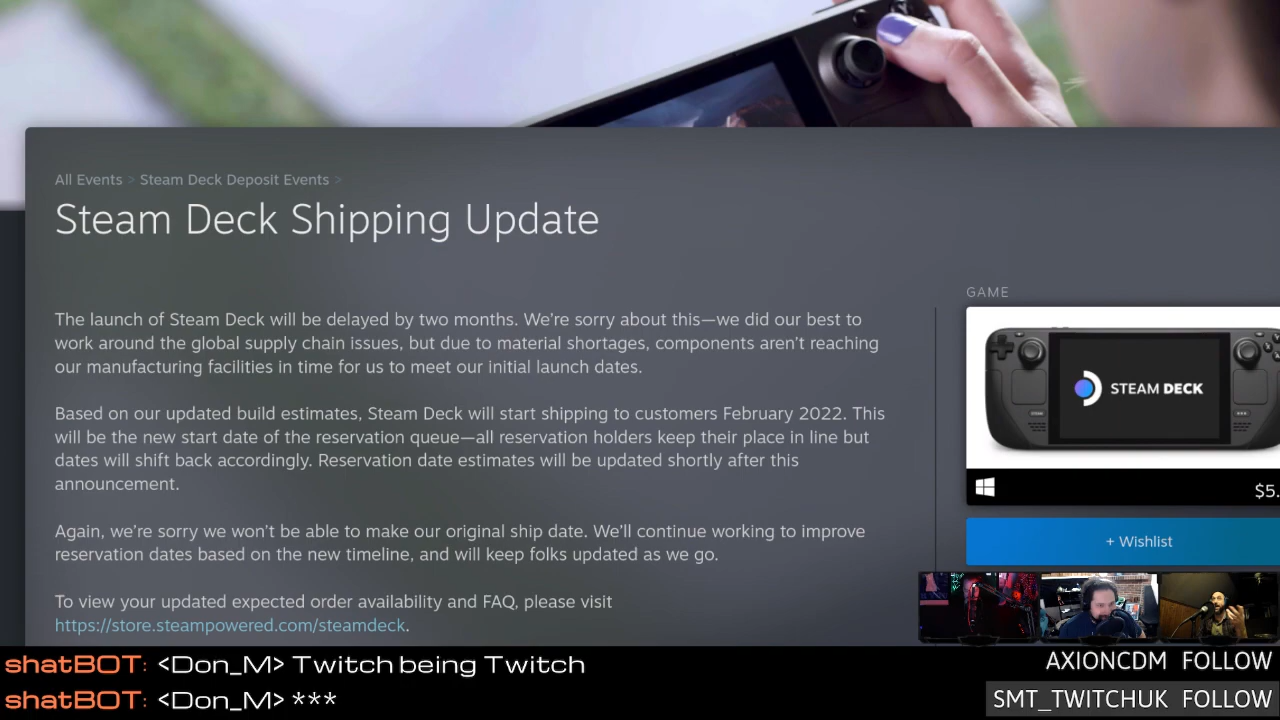 All Events > Steam Deck Deposit Events >
Steam Deck Shipping Update
The launch of Steam Deck will be delayed by two months. We're sorry about this—we did our best to
work around the global supply chain issues, but due to material shortages, components aren't reaching
our manufacturing facilities in time for us to meet our initial launch dates.
Based on our updated build estimates, Steam Deck will start shipping to customers February 2022. This
will be the new start date of the reservation queue—all reservation holders keep their place in line but
dates will shift back accordingly. Reservation date estimates will be updated shortly after this
announcement.
Again, we're sorry we won't be able to make our original ship date. We'll continue working to improve
reservation dates based on the new timeline, and will keep folks updated as we go.
To view your updated expected order availability and FAQ, please visit
https://store.steampowered.com/steamdeck.
GAME
STEAM DECK
$5.
+ Wishlist
shatBOT: <Don_M> Twitch being Twitch
shatBOT: <Don_M> ***
AXIONCDM FOLLOW
SMT_TWITCHUK FOLLOW